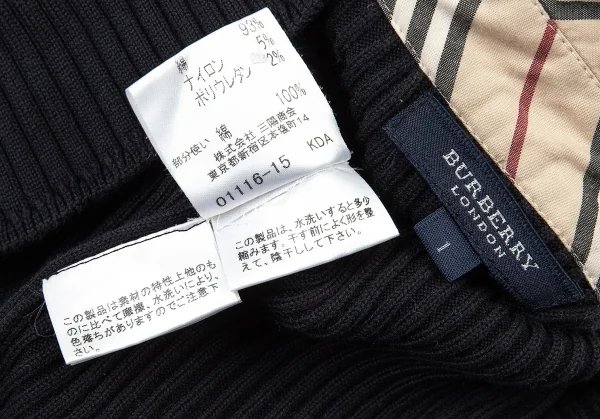 綿 93%
ナイロン 5%
ポリウレタン 2%
部分使い 綿 100%
株式会社 三陽商会
東京都新宿区本塩町14
01116-15 KDA
この製品は、水洗いすると多少
縮みます。干す前によく形を整
えて、陰干しして下さい。
この製品は素材の特性上他のも
のに比べて摩擦、水洗いにより、
色落ちがありますのでご注意下
さい。
BURBERRY
LONDON
1